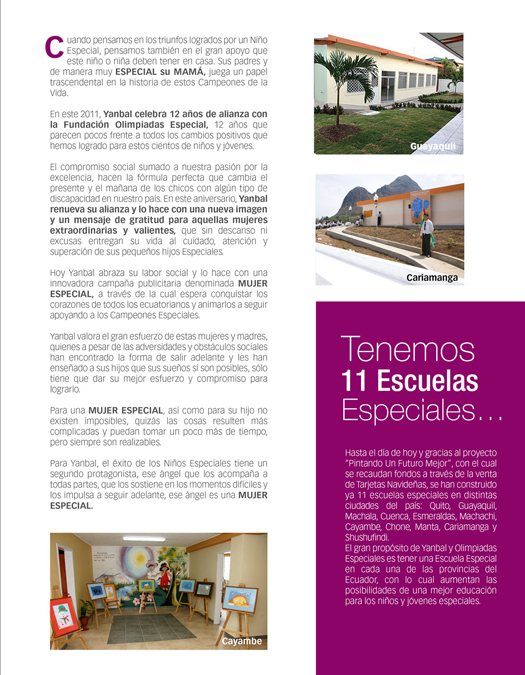 Cuando pensamos en los triunfos logrados por un Niño
Especial, pensamos también en el gran apoyo que
este niño o niña deben tener en casa. Sus padres y
de manera muy ESPECIAL su MAMÁ, juega un papel
trascendental en la historia de estos Campeones de la
Vida.
En este 2011, Yanbal celebra 12 años de alianza con
la Fundación Olimpiadas Especial, 12 años que
parecen pocos frente a todos los cambios positivos que
hemos logrado para estos cientos de niños y jóvenes.
El compromiso social sumado a nuestra pasión por la
excelencia, hacen la fórmula perfecta que cambia el
presente y el mañana de los chicos con algún tipo de
discapacidad en nuestro país. En este aniversario, Yanbal
renueva su alianza y lo hace con una nueva imagen
y un mensaje de gratitud para aquellas mujeres
extraordinarias y valientes, que sin descanso ni
excusas entregan su vida al cuidado, atención y
superación de sus pequeños hijos Especiales.
Hoy Yanbal abraza su labor social y lo hace con una
innovadora campaña publicitaria denominada MUJER
ESPECIAL, a través de la cual espera conquistar los
corazones de todos los ecuatorianos y animarlos a seguir
apoyando a los Campeones Especiales.
Yanbal valora el gran esfuerzo de estas mujeres y madres,
quienes a pesar de las adversidades y obstáculos sociales
han encontrado la forma de salir adelante y les han
enseñado a sus hijos que sus sueños sí son posibles, sólo
tiene que dar su mejor esfuerzo y compromiso para
lograrlo.
Para una MUJER ESPECIAL, así como para su hijo no
existen imposibles, quizás las cosas resulten más
complicadas y puedan tomar un poco más de tiempo,
pero siempre son realizables.
Para Yanbal, el éxito de los Niños Especiales tiene un
segundo protagonista, ese ángel que los acompaña a
todas partes, que los sostiene en los momentos difíciles y
los impulsa a seguir adelante, ese ángel es una MUJER
ESPECIAL.
Cayambe
Guayaquil
Cariamanga
Tenemos
11 Escuelas
Especiales...
Hasta el día de hoy y gracias al proyecto
"Pintando Un Futuro Mejor", con el cual
se recaudan fondos a través de la venta
de Tarjetas Navideñas, se han construido
ya 11 escuelas especiales en distintas
ciudades del país: Quito, Guayaquil,
Machala, Cuenca, Esmeraldas, Machachi,
Cayambe, Chone, Manta, Cariamanga y
Shushufindi.
El gran propósito de Yanbal y Olimpiadas
Especiales es tener una Escuela Especial
en cada una de las provincias del
Ecuador, con lo cual aumentan las
posibilidades de una mejor educación
para los niños y jóvenes especiales.